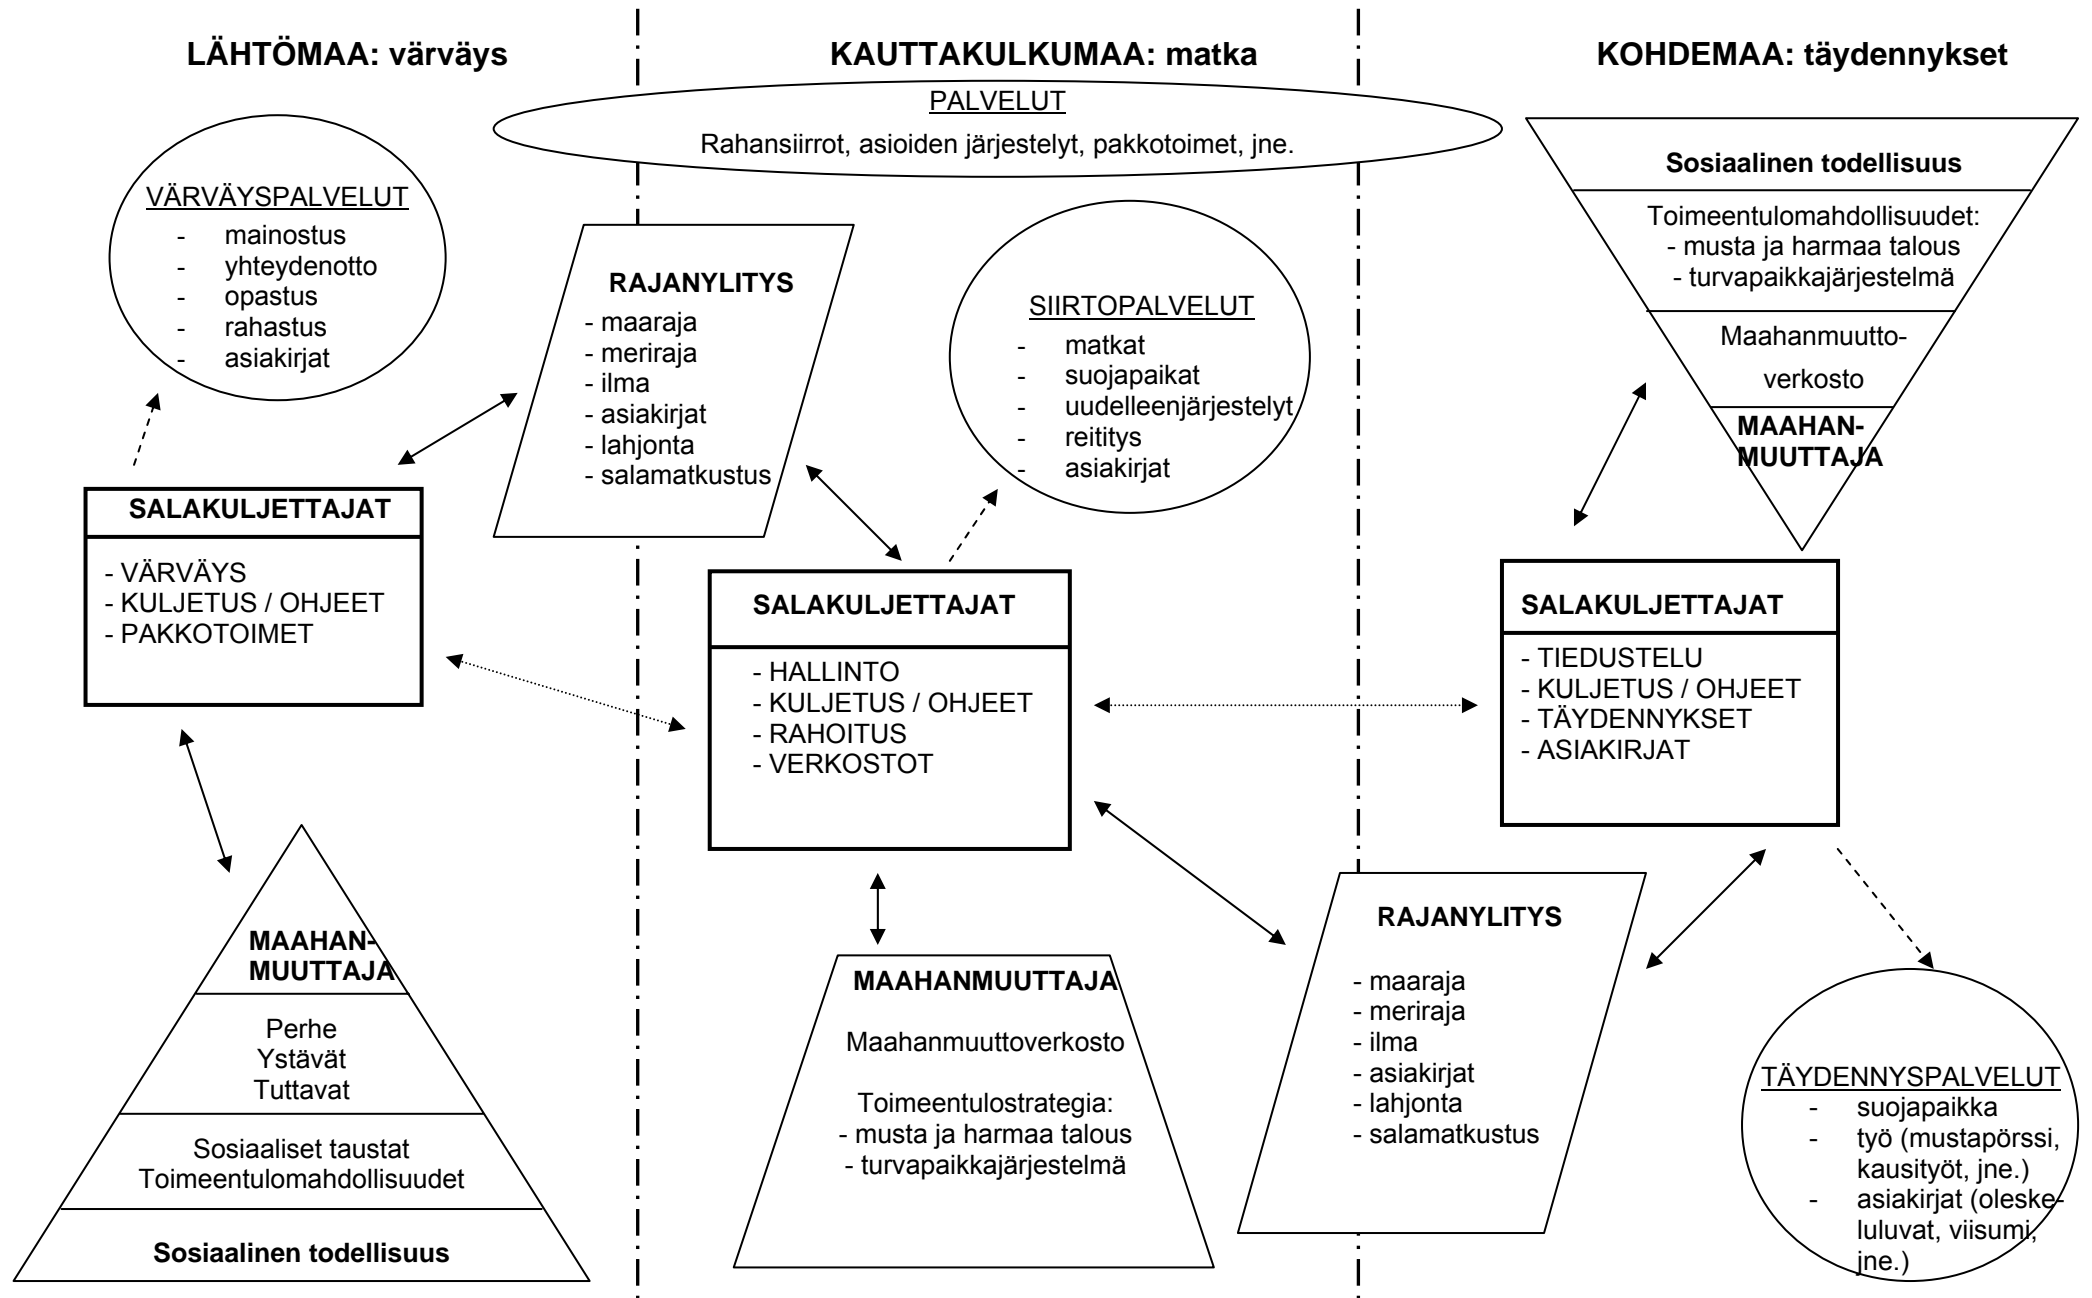 LÄHTÖMAA: värväys
KAUTTAKULKUMAA: matka
KOHDEMAA: täydennykset
PALVELUT
Rahansiirrot, asioiden järjestelyt, pakkotoimet, jne.
VÄRVÄYSPALVELUT
- mainostus
- yhteydenotto
- opastus
- rahastus
- asiakirjat
RAJANYLITYS
- maaraja
- meriraja
- ilma
- asiakirjat
- lahjonta
- salamatkustus
SIIRTOPALVELUT
- matkat
- suojapaikat
- uudelleenjärjestelyt
- reititys
- asiakirjat
Sosiaalinen todellisuus
Toimeentulomahdollisuudet:
- musta ja harmaa talous
- turvapaikkajärjestelmä
Maahanmuutto-
verkosto
MAAHAN-
MUUTTAJA
SALAKULJETTAJAT
- VÄRVÄYS
- KULJETUS / OHJEET
- PAKKOTOIMET
SALAKULJETTAJAT
- HALLINTO
- KULJETUS / OHJEET
- RAHOITUS
- VERKOSTOT
SALAKULJETTAJAT
- TIEDUSTELU
- KULJETUS / OHJEET
- TÄYDENNYKSET
- ASIAKIRJAT
MAAHAN-
MUUTTAJA
Perhe
Ystävät
Tuttavat
Sosiaaliset taustat
Toimeentulomahdollisuudet
Sosiaalinen todellisuus
MAAHANMUUTTAJA
Maahanmuuttoverkosto
Toimeentulostrategia:
- musta ja harmaa talous
- turvapaikkajärjestelmä
RAJANYLITYS
- maaraja
- meriraja
- ilma
- asiakirjat
- lahjonta
- salamatkustus
TÄYDENNYSPALVELUT
- suojapaikka
- työ (mustapörssi,
kausityöt, jne.)
- asiakirjat (oleske-
luluvat, viisumi,
jne.)